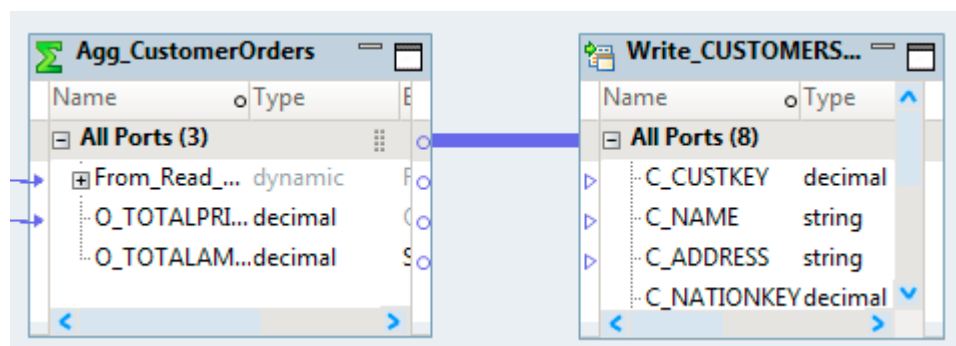 Agg_CustomerOrders
Name Type E
All Ports (3)
From_Read_... dynamic
O_TOTALPRI... decimal
O_TOTALAM... decimal
Write_CUSTOMERS...
Name Type
All Ports (8)
C_CUSTKEY decimal
C_NAME string
C_ADDRESS string
C_NATIONKEY decimal